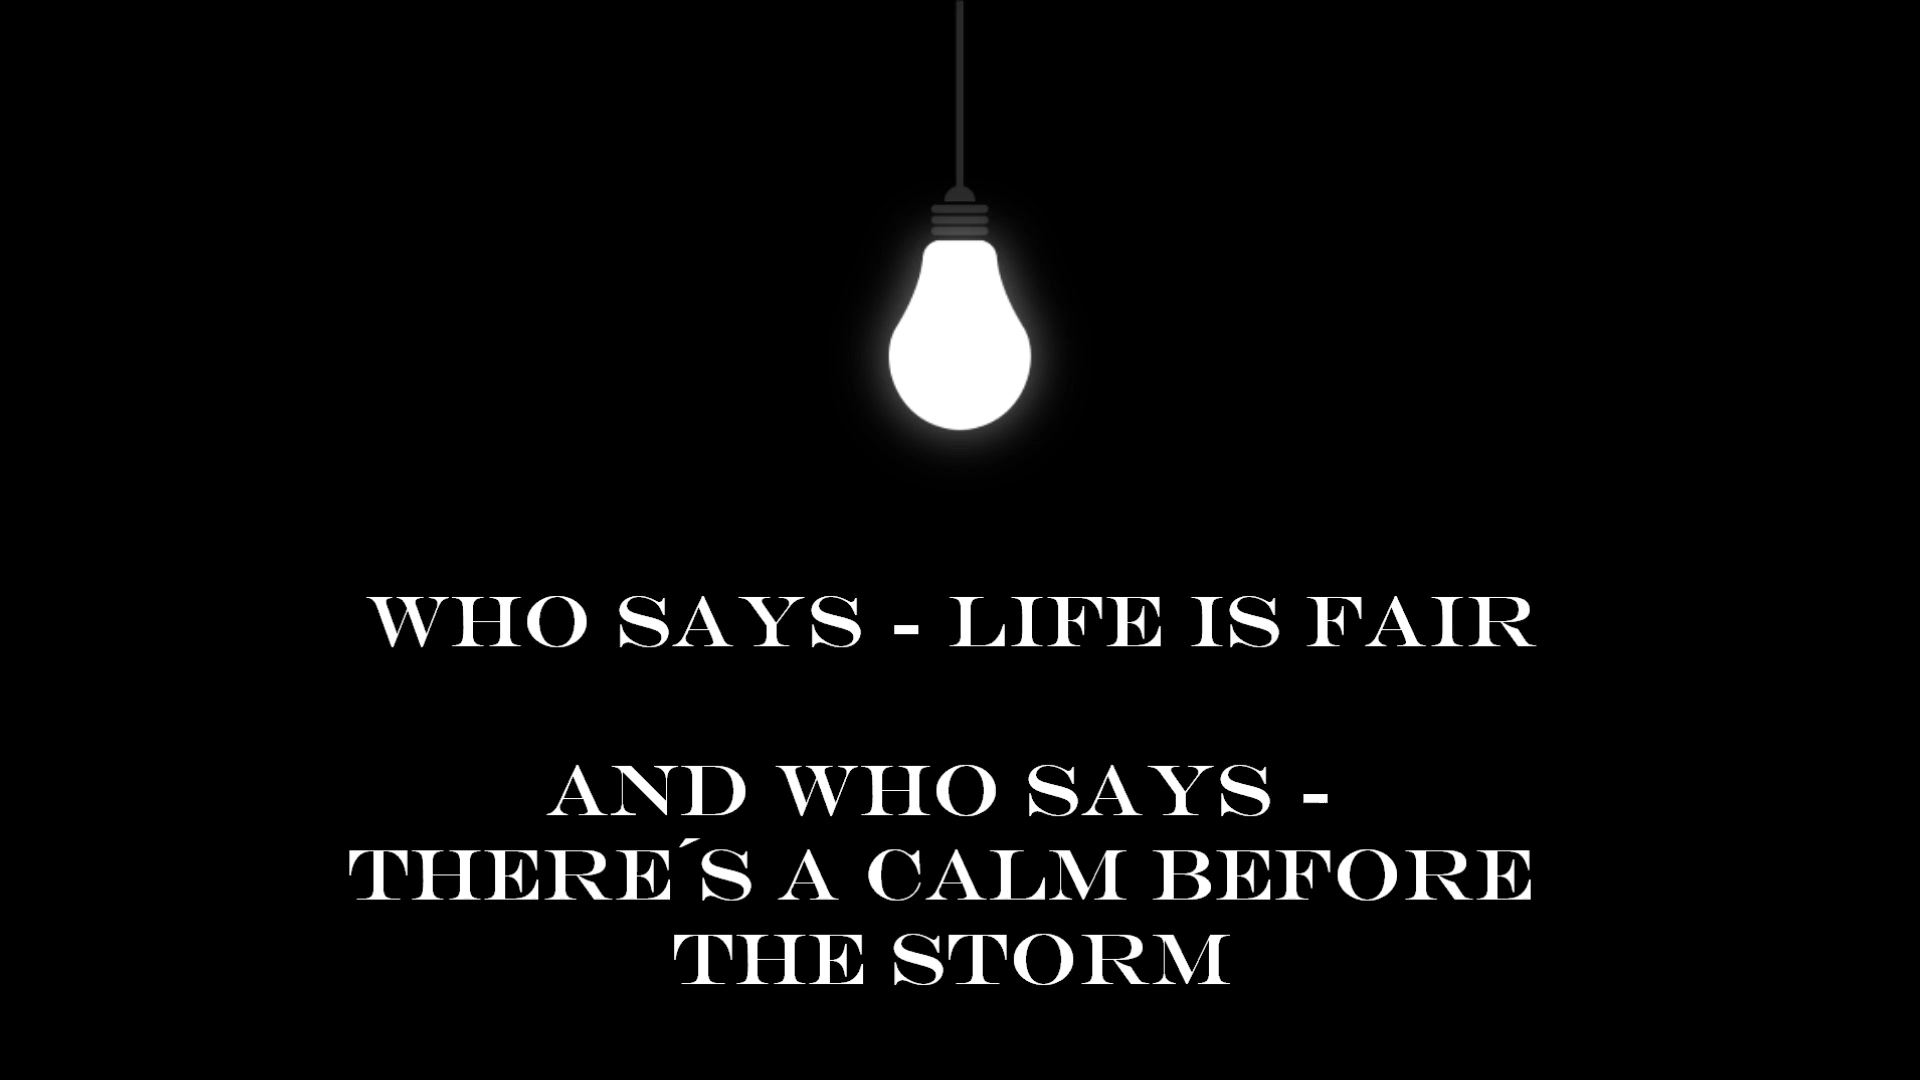 WHO SAYS - LIFE IS FAIR
AND WHO SAYS -
THERE´S A CALM BEFORE
THE STORM